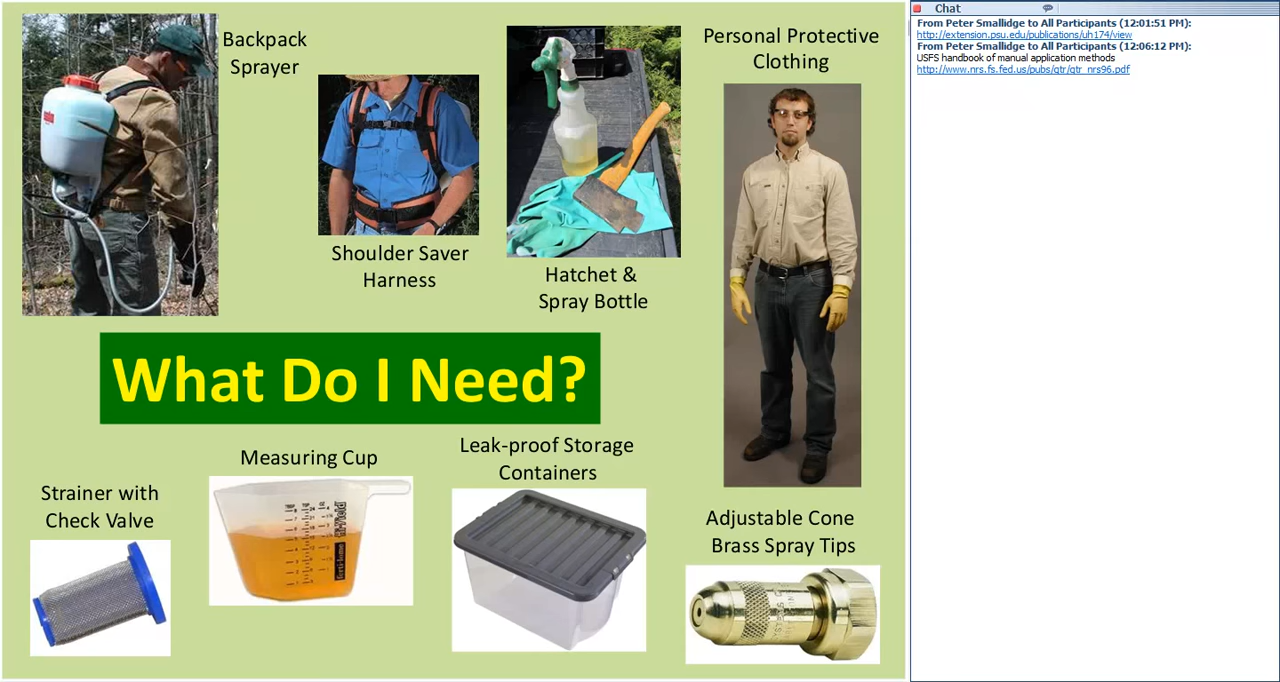 Backpack
Sprayer
Shoulder Saver
Harness
Hatchet &
Spray Bottle
Personal Protective
Clothing
What Do I Need?
Strainer with
Check Valve
Measuring Cup
Leak-proof Storage
Containers
Adjustable Cone
Brass Spray Tips
Chat
From Peter Smallidge to All Participants (12:01:51 PM):
http://extension.psu.edu/publications/uh174/view
From Peter Smallidge to All Participants (12:06:12 PM):
USFS handbook of manual application methods
http://www.nrs.fs.fed.us/pubs/gtr/gtr_nrs96.pdf